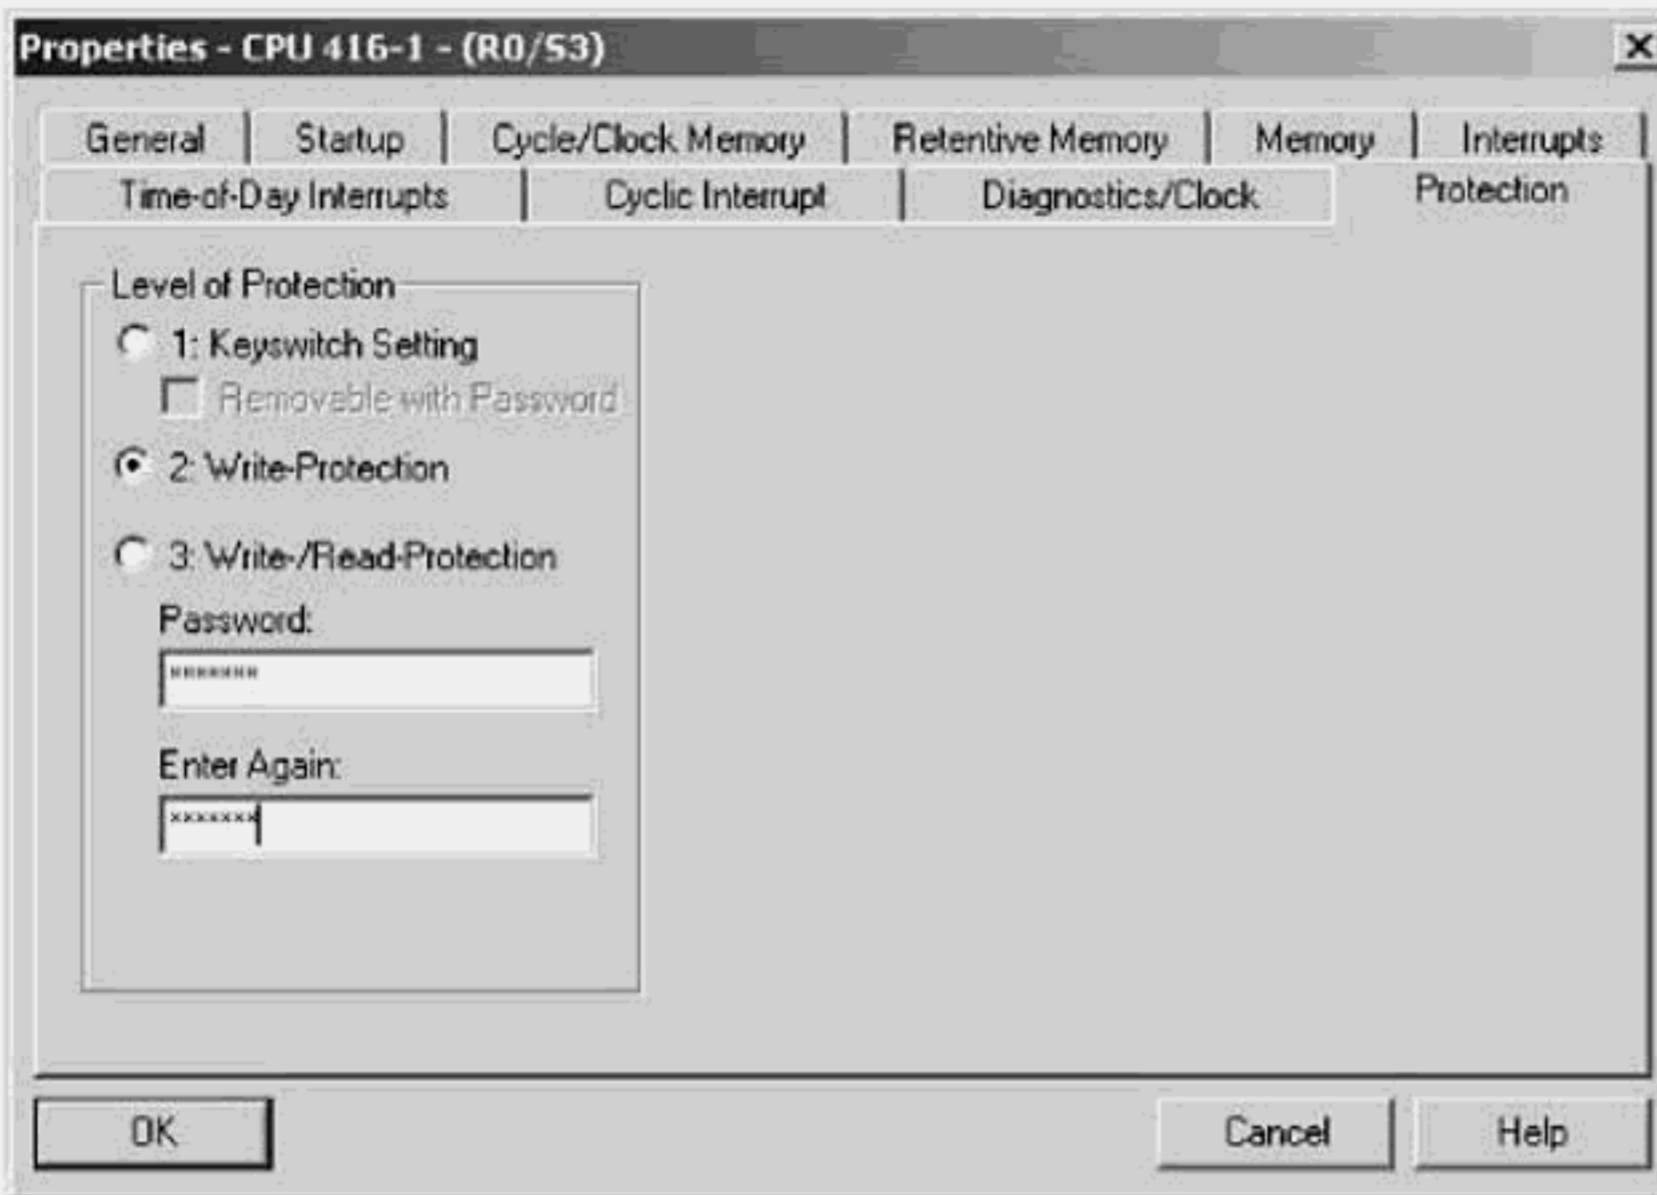 Properties - CPU 416-1 - (R0/S3)
General Startup Cycle/Clock Memory Retentive Memory Memory Interrupts
Time-of-Day Interrupts Cyclic Interrupt Diagnostics/Clock Protection
Level of Protection
1: Keyswitch Setting
Removable with Password
2: Write-Protection
3: Write-/Read-Protection
Password:
*******
Enter Again:
*******
OK Cancel Help